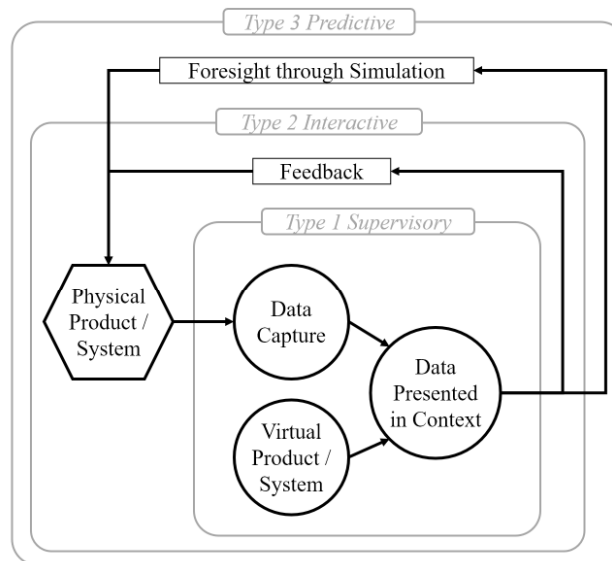 Type 3 Predictive
Foresight through Simulation
Type 2 Interactive
Feedback
Type 1 Supervisory
Physical
Product /
System
Data
Capture
Data
Presented
in Context
Virtual
Product /
System